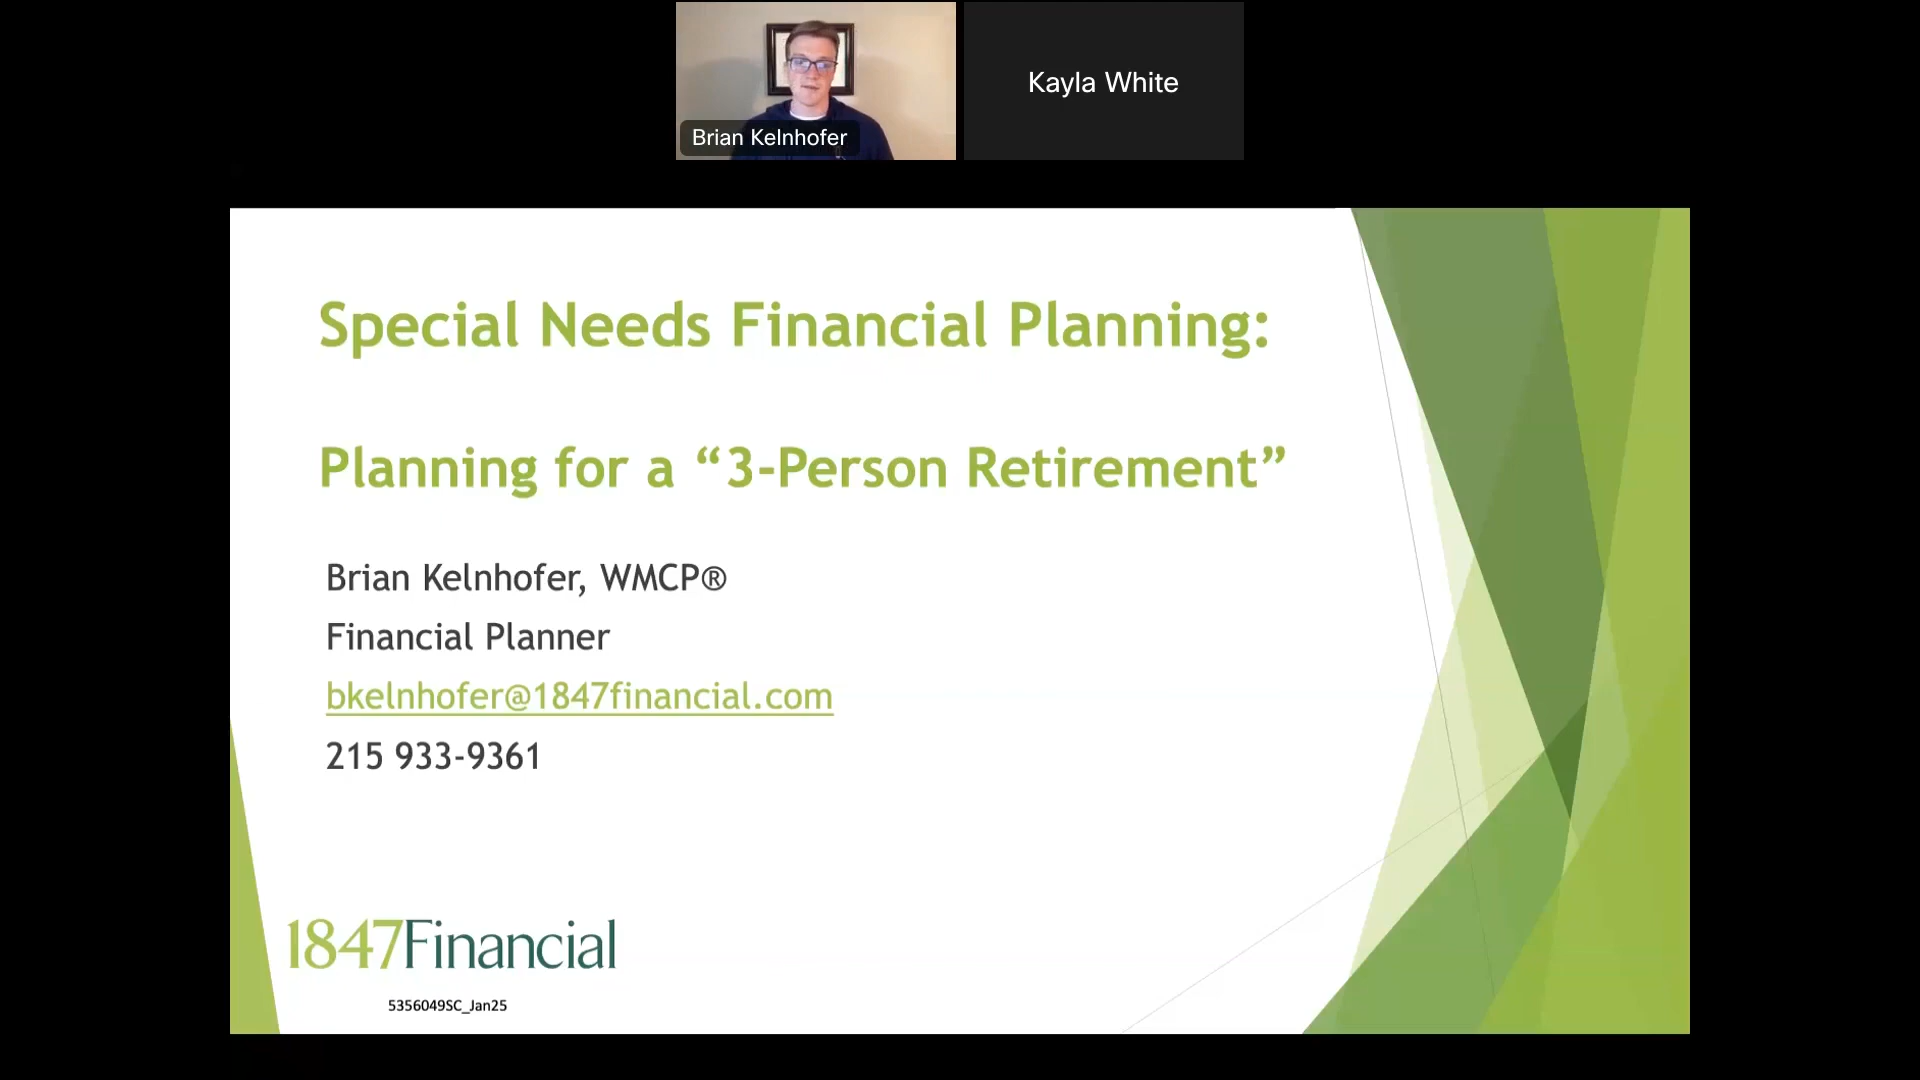 Brian Kelnhofer
Kayla White
Special Needs Financial Planning:
Planning for a “3-Person Retirement”
Brian Kelnhofer, WMCP®
Financial Planner
bkelnhofer@1847financial.com
215 933-9361
1847Financial
5356049SC_Jan25